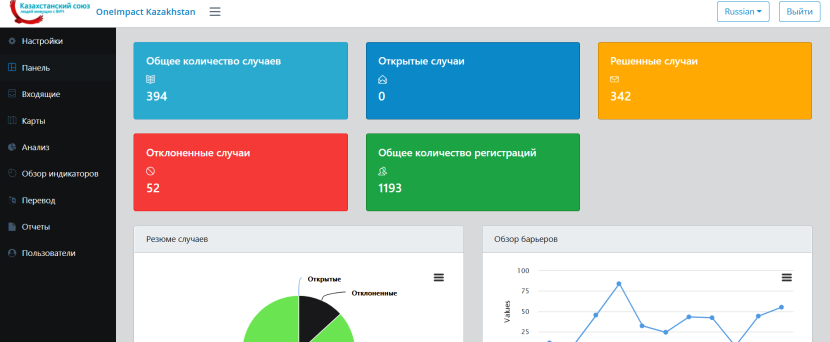 Казахстанский союз
людей живущих с ВИЧ
OneImpact Kazakhstan
Russian
Выйти
Настройки
Панель
Входящие
Карты
Анализ
Обзор индикаторов
Перевод
Отчеты
Пользователи
Общее количество случаев
394
Открытые случаи
0
Решенные случаи
342
Отклоненные случаи
52
Общее количество регистраций
1193
Резюме случаев
Открытые
Отклоненные
Обзор барьеров
100
75
50
25
Values